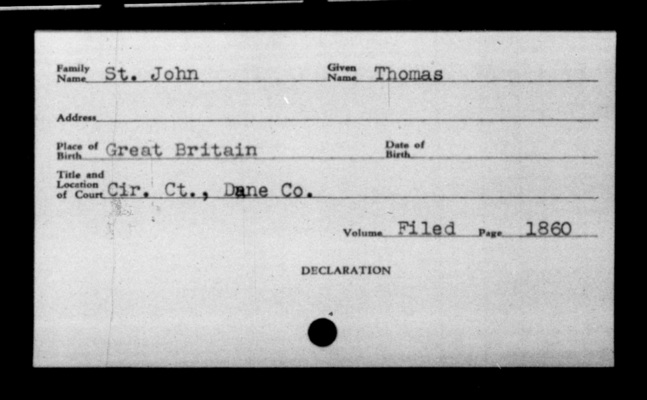 Family Name St. John Given Name Thomas
Address
Place of Birth Great Britain Date of Birth
Title and Location of Court Cir. Ct., Dane Co.
Volume Filed Page 1860
DECLARATION